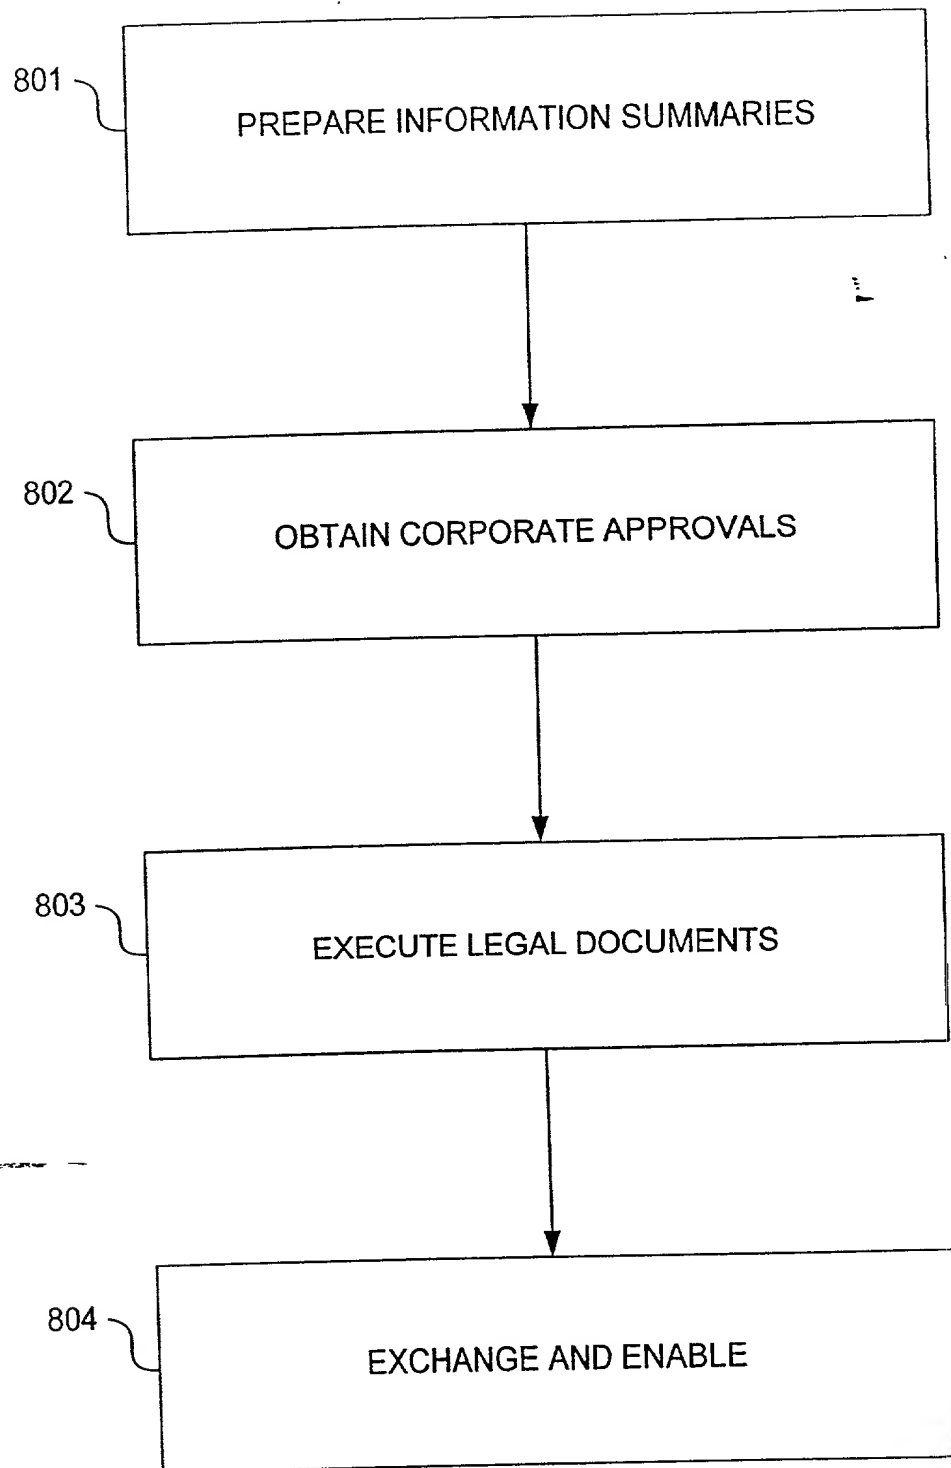 801
PREPARE INFORMATION SUMMARIES
802
OBTAIN CORPORATE APPROVALS
803
EXECUTE LEGAL DOCUMENTS
804
EXCHANGE AND ENABLE